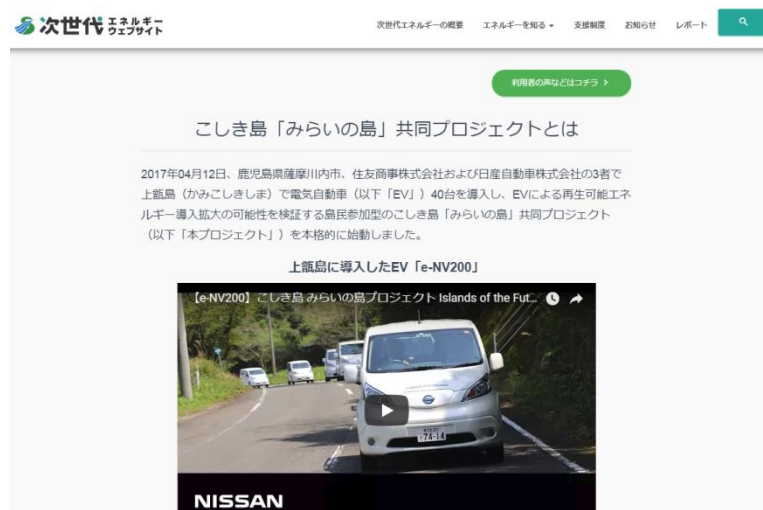 次世代 エネルギー
ウェブサイト
次世代エネルギーの概要 エネルギーを知る 支援制度 お知らせ レポート
利用者の声などはコチラ
こしき島「みらいの島」共同プロジェクトとは
2017年04月12日、鹿児島県薩摩川内市、住友商事株式会社および日産自動車株式会社の3者で
上甑島（かみこしきしま）で電気自動車（以下「EV」）40台を導入し、EVによる再生可能エネ
ルギー導入拡大の可能性を検証する島民参加型のこしき島「みらいの島」共同プロジェクト
（以下「本プロジェクト」）を本格的に始動しました。
上甑島に導入したEV「e-NV200」
【e-NV200】こしき島 みらいの島プロジェクト Islands of the Fut...
74-14
NISSAN